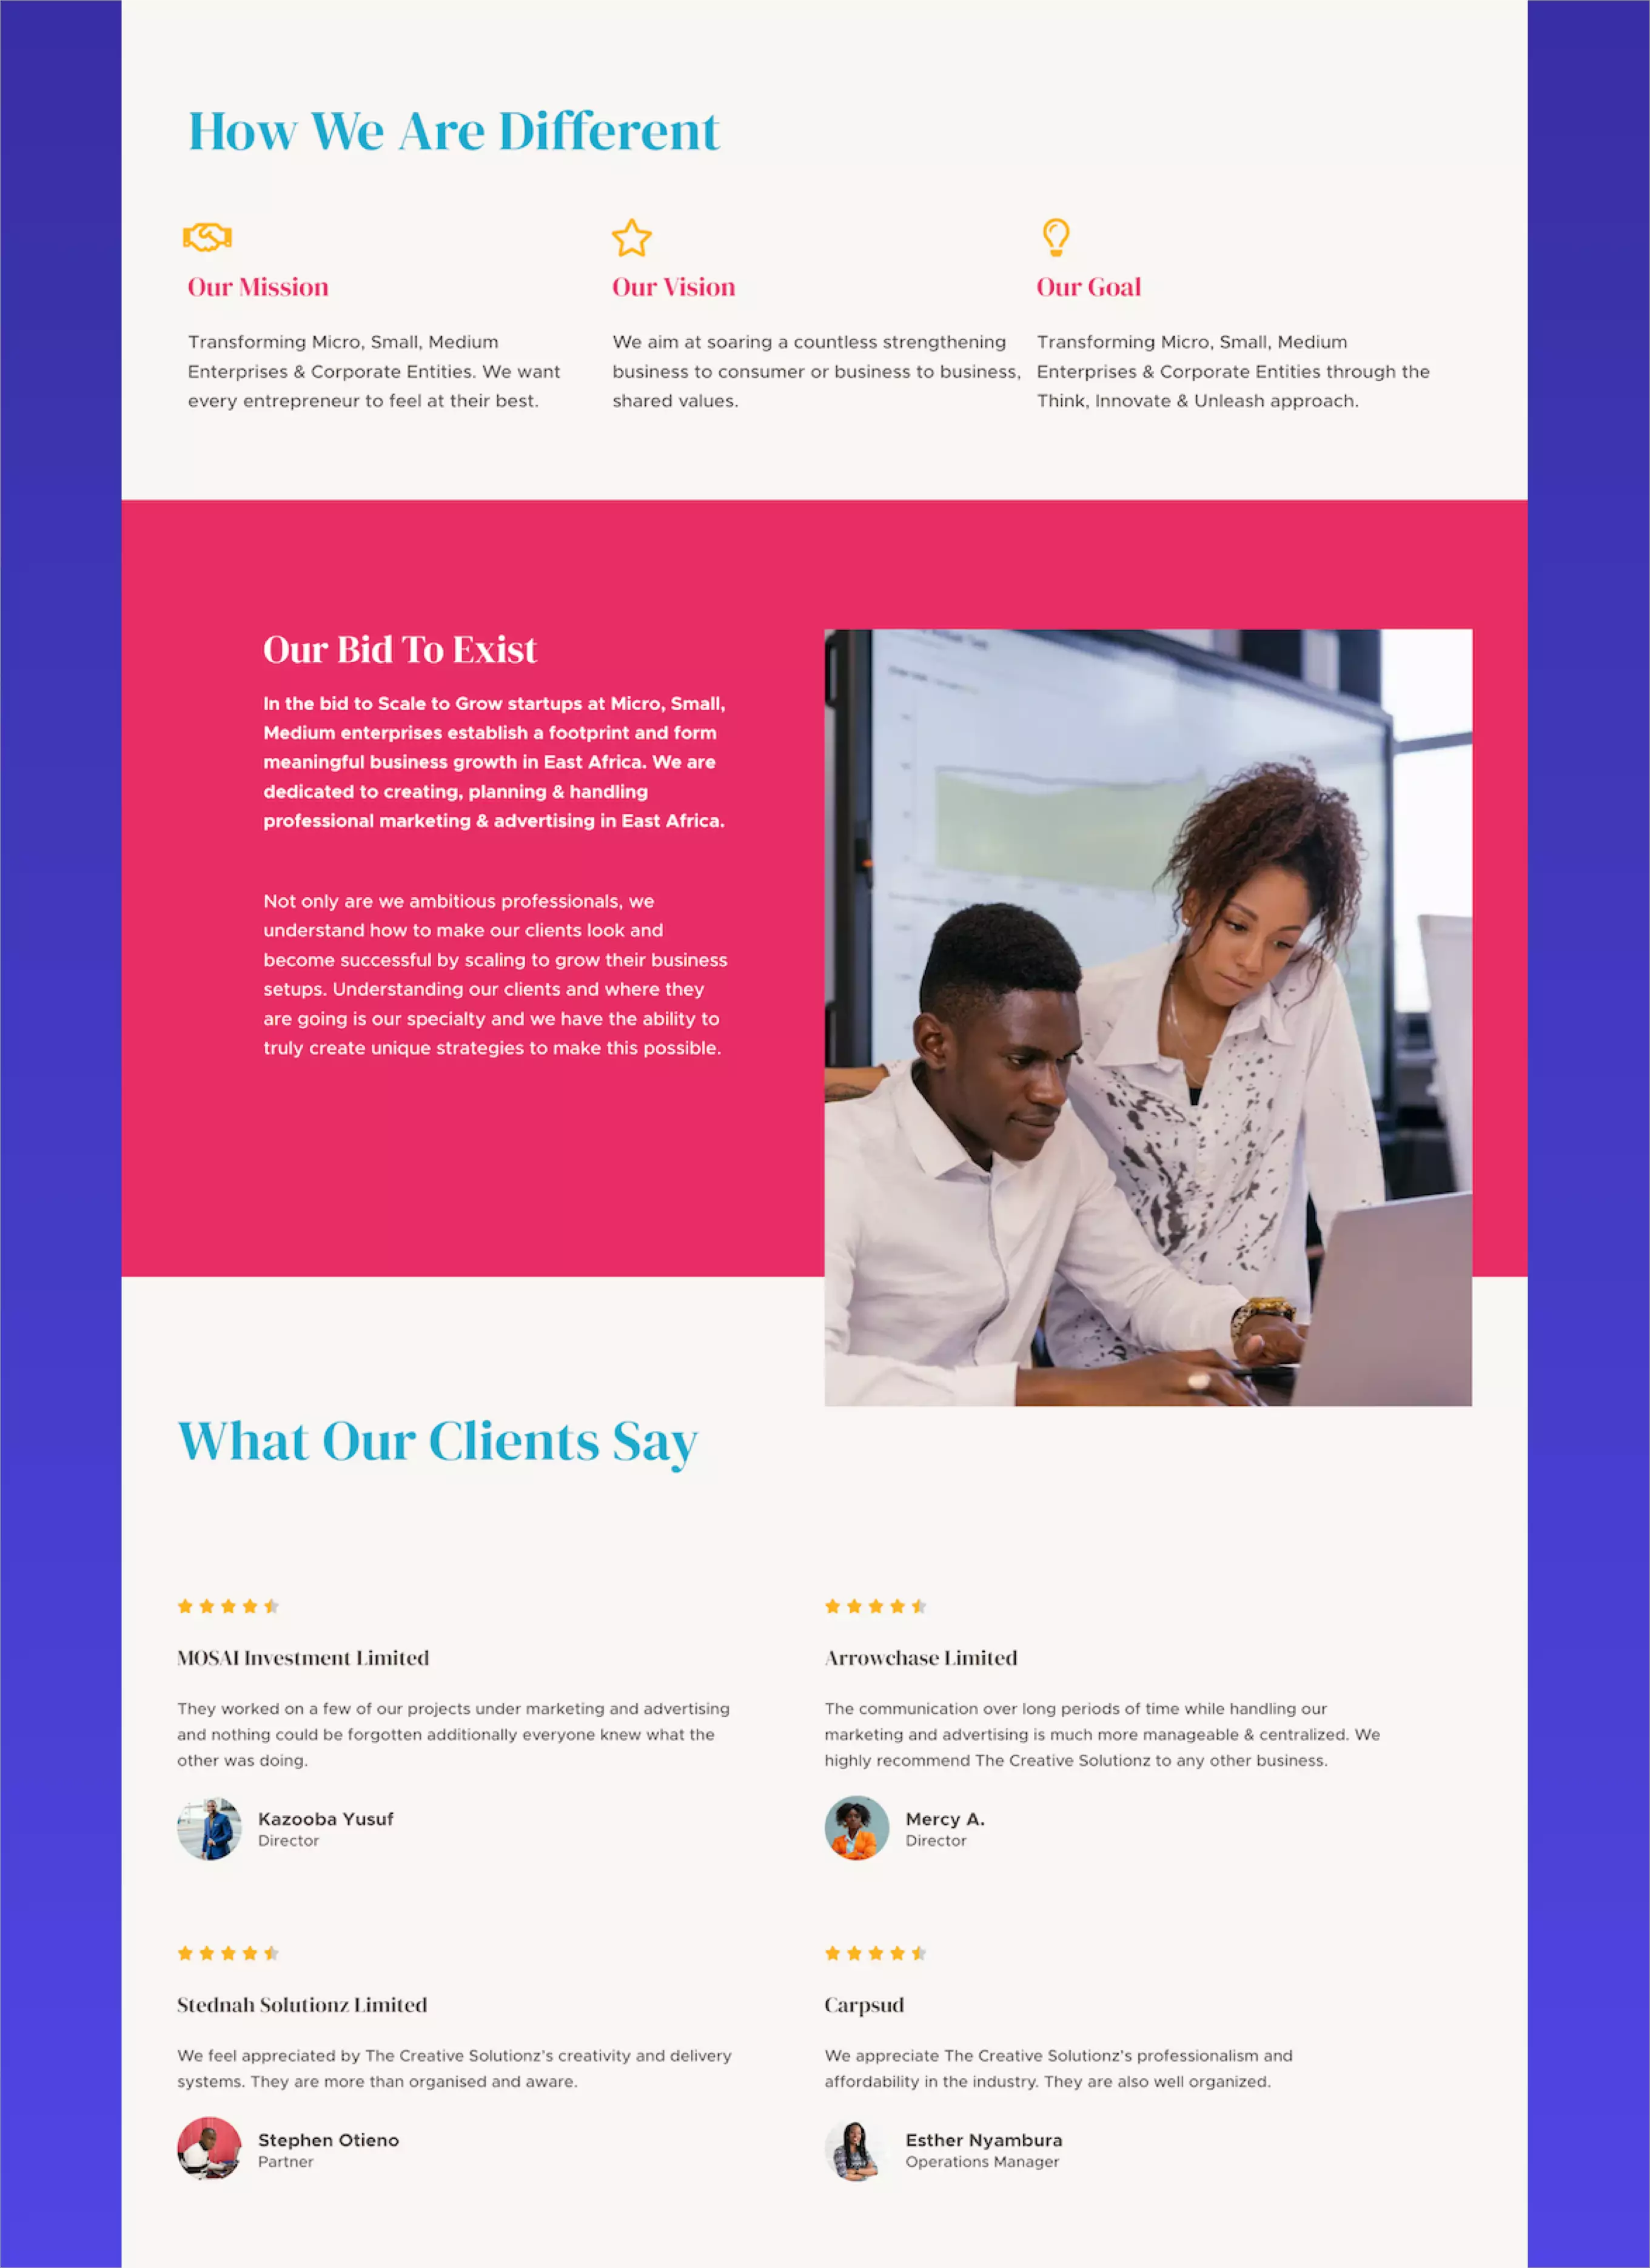 How We Are Different
Our Mission
Transforming Micro, Small, Medium
Enterprises & Corporate Entities. We want
every entrepreneur to feel at their best.
Our Vision
We aim at soaring a countless strengthening
business to consumer or business to business,
shared values.
Our Goal
Transforming Micro, Small, Medium
Enterprises & Corporate Entities through the
Think, Innovate & Unleash approach.
Our Bid To Exist
In the bid to Scale to Grow startups at Micro, Small,
Medium enterprises establish a footprint and form
meaningful business growth in East Africa. We are
dedicated to creating, planning & handling
professional marketing & advertising in East Africa.
Not only are we ambitious professionals, we
understand how to make our clients look and
become successful by scaling to grow their business
setups. Understanding our clients and where they
are going is our specialty and we have the ability to
truly create unique strategies to make this possible.
What Our Clients Say
MOSAI Investment Limited
They worked on a few of our projects under marketing and advertising
and nothing could be forgotten additionally everyone knew what the
other was doing.
Kazooba Yusuf
Director
Arrowchase Limited
The communication over long periods of time while handling our
marketing and advertising is much more manageable & centralized. We
highly recommend The Creative Solutionz to any other business.
Mercy A.
Director
Stednah Solutionz Limited
We feel appreciated by The Creative Solutionz's creativity and delivery
systems. They are more than organised and aware.
Stephen Otieno
Partner
Carpsud
We appreciate The Creative Solutionz's professionalism and
affordability in the industry. They are also well organized.
Esther Nyambura
Operations Manager